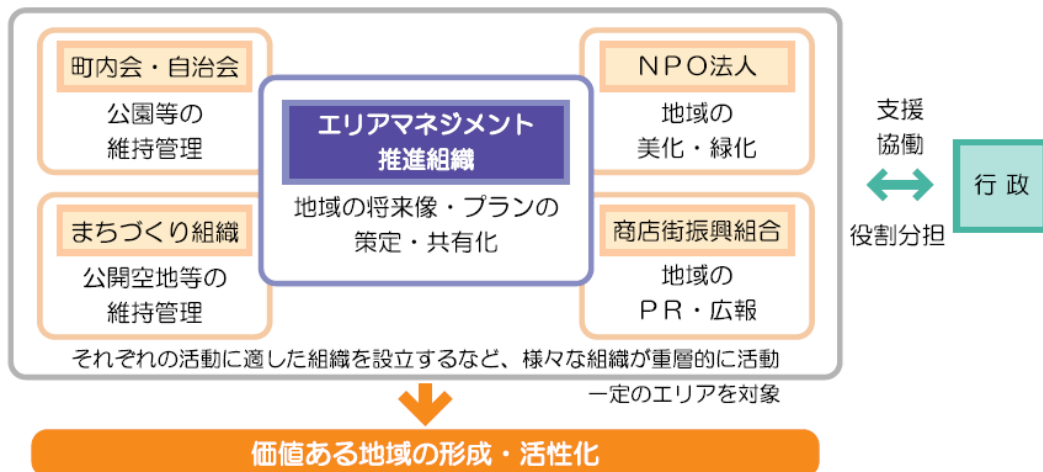 町内会・自治会
公園等の
維持管理
ＮＰＯ法人
地域の
美化・緑化
エリアマネジメント
推進組織
地域の将来像・プランの
策定・共有化
まちづくり組織
公開空地等の
維持管理
商店街振興組合
地域の
ＰＲ・広報
それぞれの活動に適した組織を設立するなど、様々な組織が重層的に活動
一定のエリアを対象
支援
協働
役割分担
行政
価値ある地域の形成・活性化